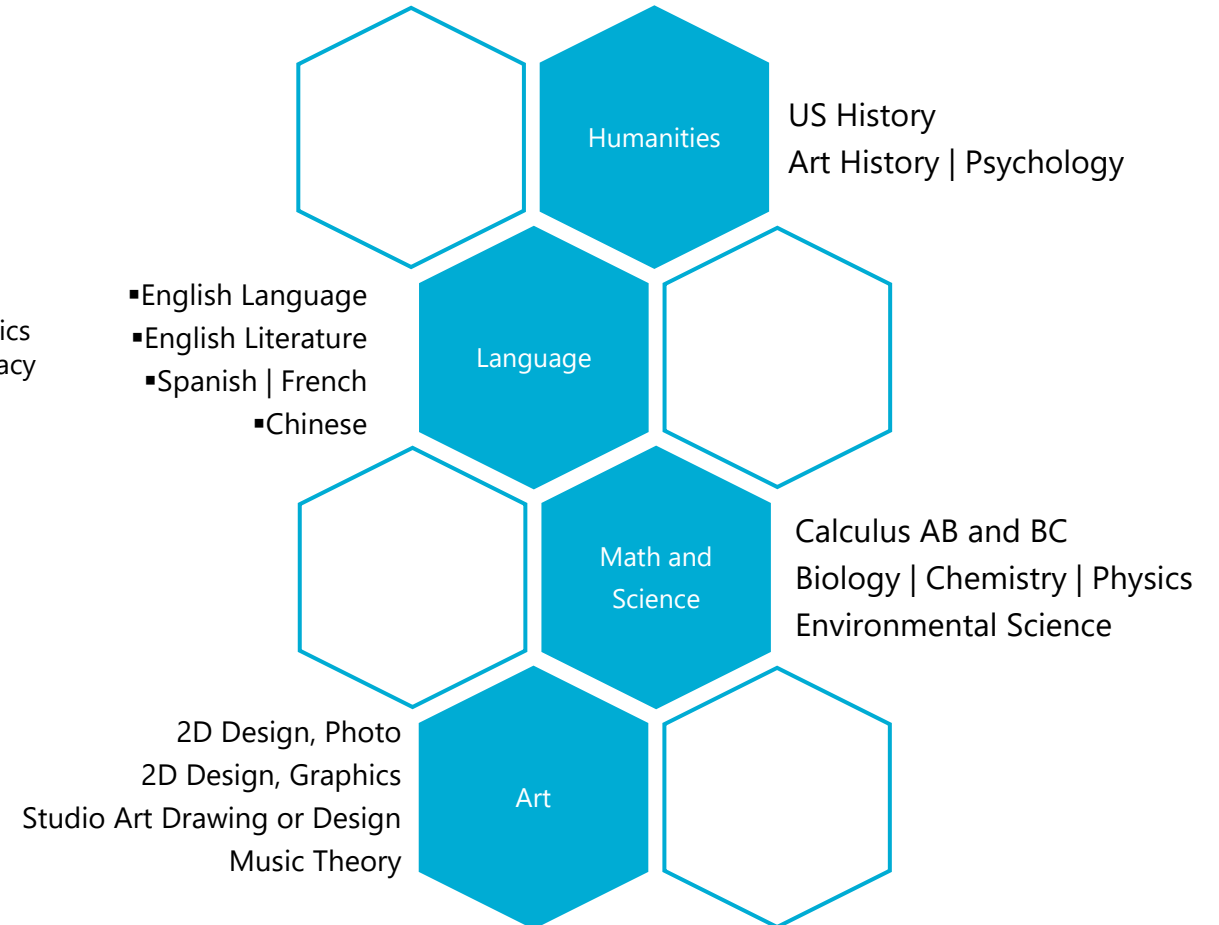 Humanities
US History
Art History | Psychology
▪English Language
▪English Literature
▪Spanish | French
▪Chinese
Language
Math and
Science
Calculus AB and BC
Biology | Chemistry | Physics
Environmental Science
2D Design, Photo
2D Design, Graphics
Studio Art Drawing or Design
Music Theory
Art